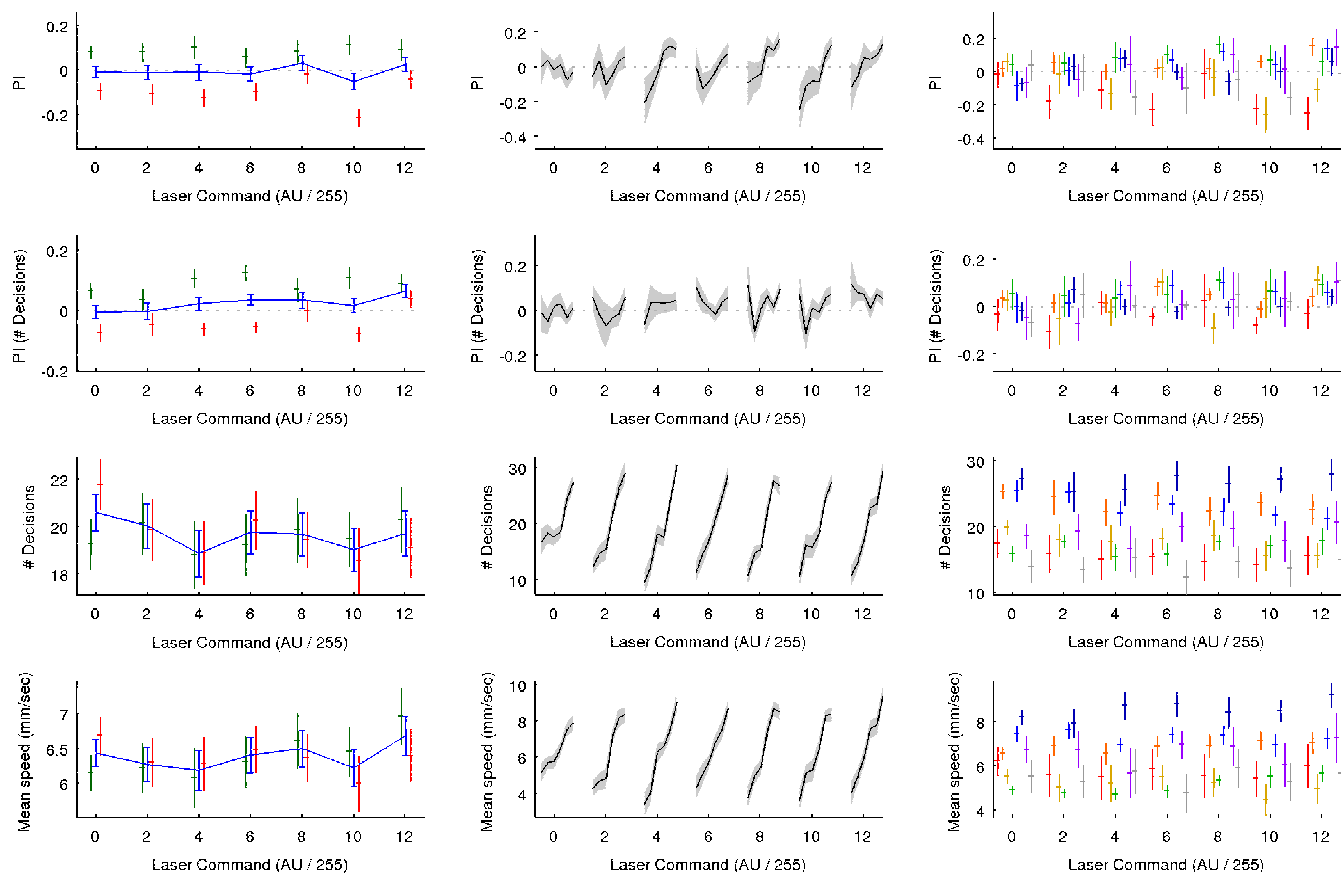 PI
0.2
0
-0.2
0 2 4 6 8 10 12
Laser Command (AU / 255)
PI
0.2
0
-0.2
-0.4
0 2 4 6 8 10 12
Laser Command (AU / 255)
PI
0.2
0
-0.2
-0.4
0 2 4 6 8 10 12
Laser Command (AU / 255)
PI (# Decisions)
0.2
0
-0.2
0 2 4 6 8 10 12
Laser Command (AU / 255)
PI (# Decisions)
0.2
0
-0.2
0 2 4 6 8 10 12
Laser Command (AU / 255)
PI (# Decisions)
0.2
0
-0.2
0 2 4 6 8 10 12
Laser Command (AU / 255)
# Decisions
22
20
18
0 2 4 6 8 10 12
Laser Command (AU / 255)
# Decisions
30
20
10
0 2 4 6 8 10 12
Laser Command (AU / 255)
# Decisions
30
20
10
0 2 4 6 8 10 12
Laser Command (AU / 255)
Mean speed (mm/sec)
7
6.5
6
0 2 4 6 8 10 12
Laser Command (AU / 255)
Mean speed (mm/sec)
10
8
6
4
0 2 4 6 8 10 12
Laser Command (AU / 255)
Mean speed (mm/sec)
8
6
4
0 2 4 6 8 10 12
Laser Command (AU / 255)